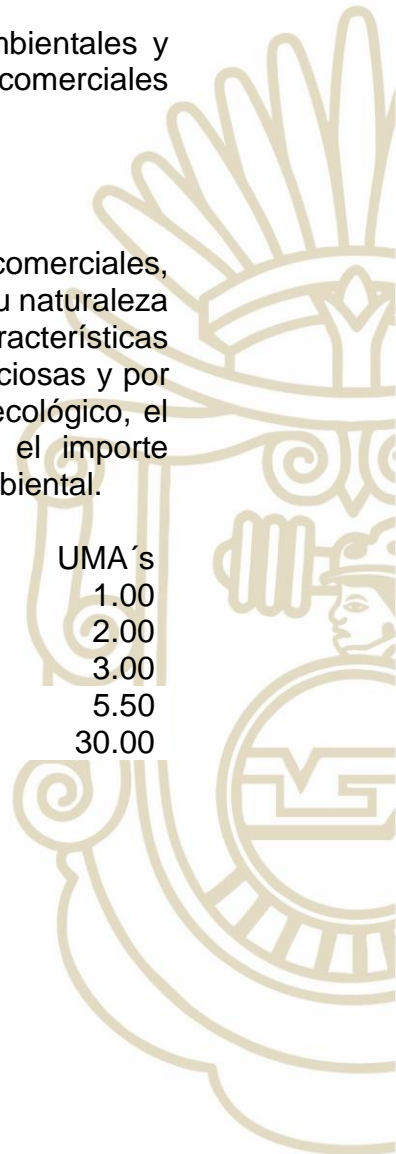 mbientales y
comerciales
comerciales,
u naturaleza
racterísticas
ciosas y por
ecológico, el
el importe
biental.
UMA´s
1.00
2.00
3.00
5.50
30.00